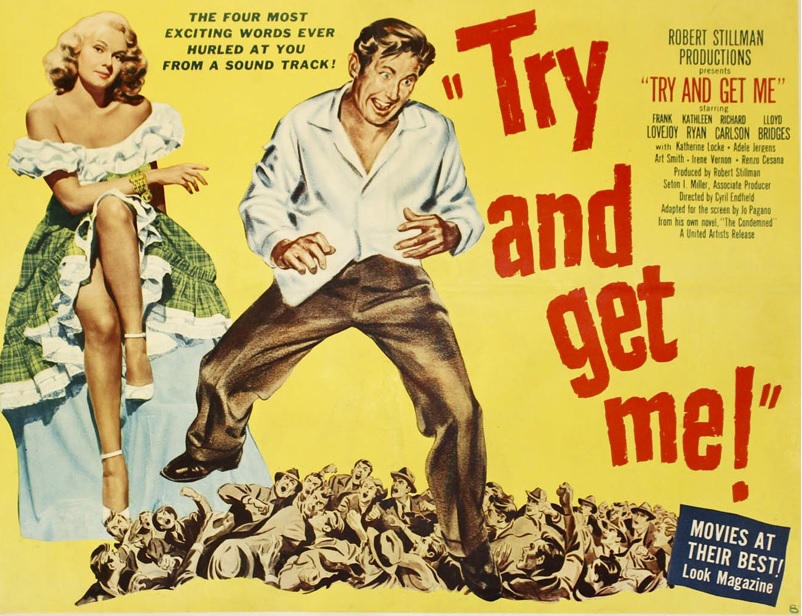 THE FOUR MOST
EXCITING WORDS EVER
HURLED AT YOU
FROM A SOUND TRACK!
"Try
and
get
me!"
ROBERT STILLMAN
PRODUCTIONS
presents
"TRY AND GET ME"
starring
FRANK KATHLEEN RICHARD LLOYD
LOVEJOY RYAN CARLSON BRIDGES
with Katherine Locke • Adele Jergens
Art Smith • Irene Vernon • Renzo Cesana
Produced by Robert Stillman
Seton I. Miller, Associate Producer
Directed by Cyril Endfield
Adapted for the screen by Jo Pagano
from his own novel, "The Condemned"
A United Artists Release
MOVIES AT
THEIR BEST!
Look Magazine